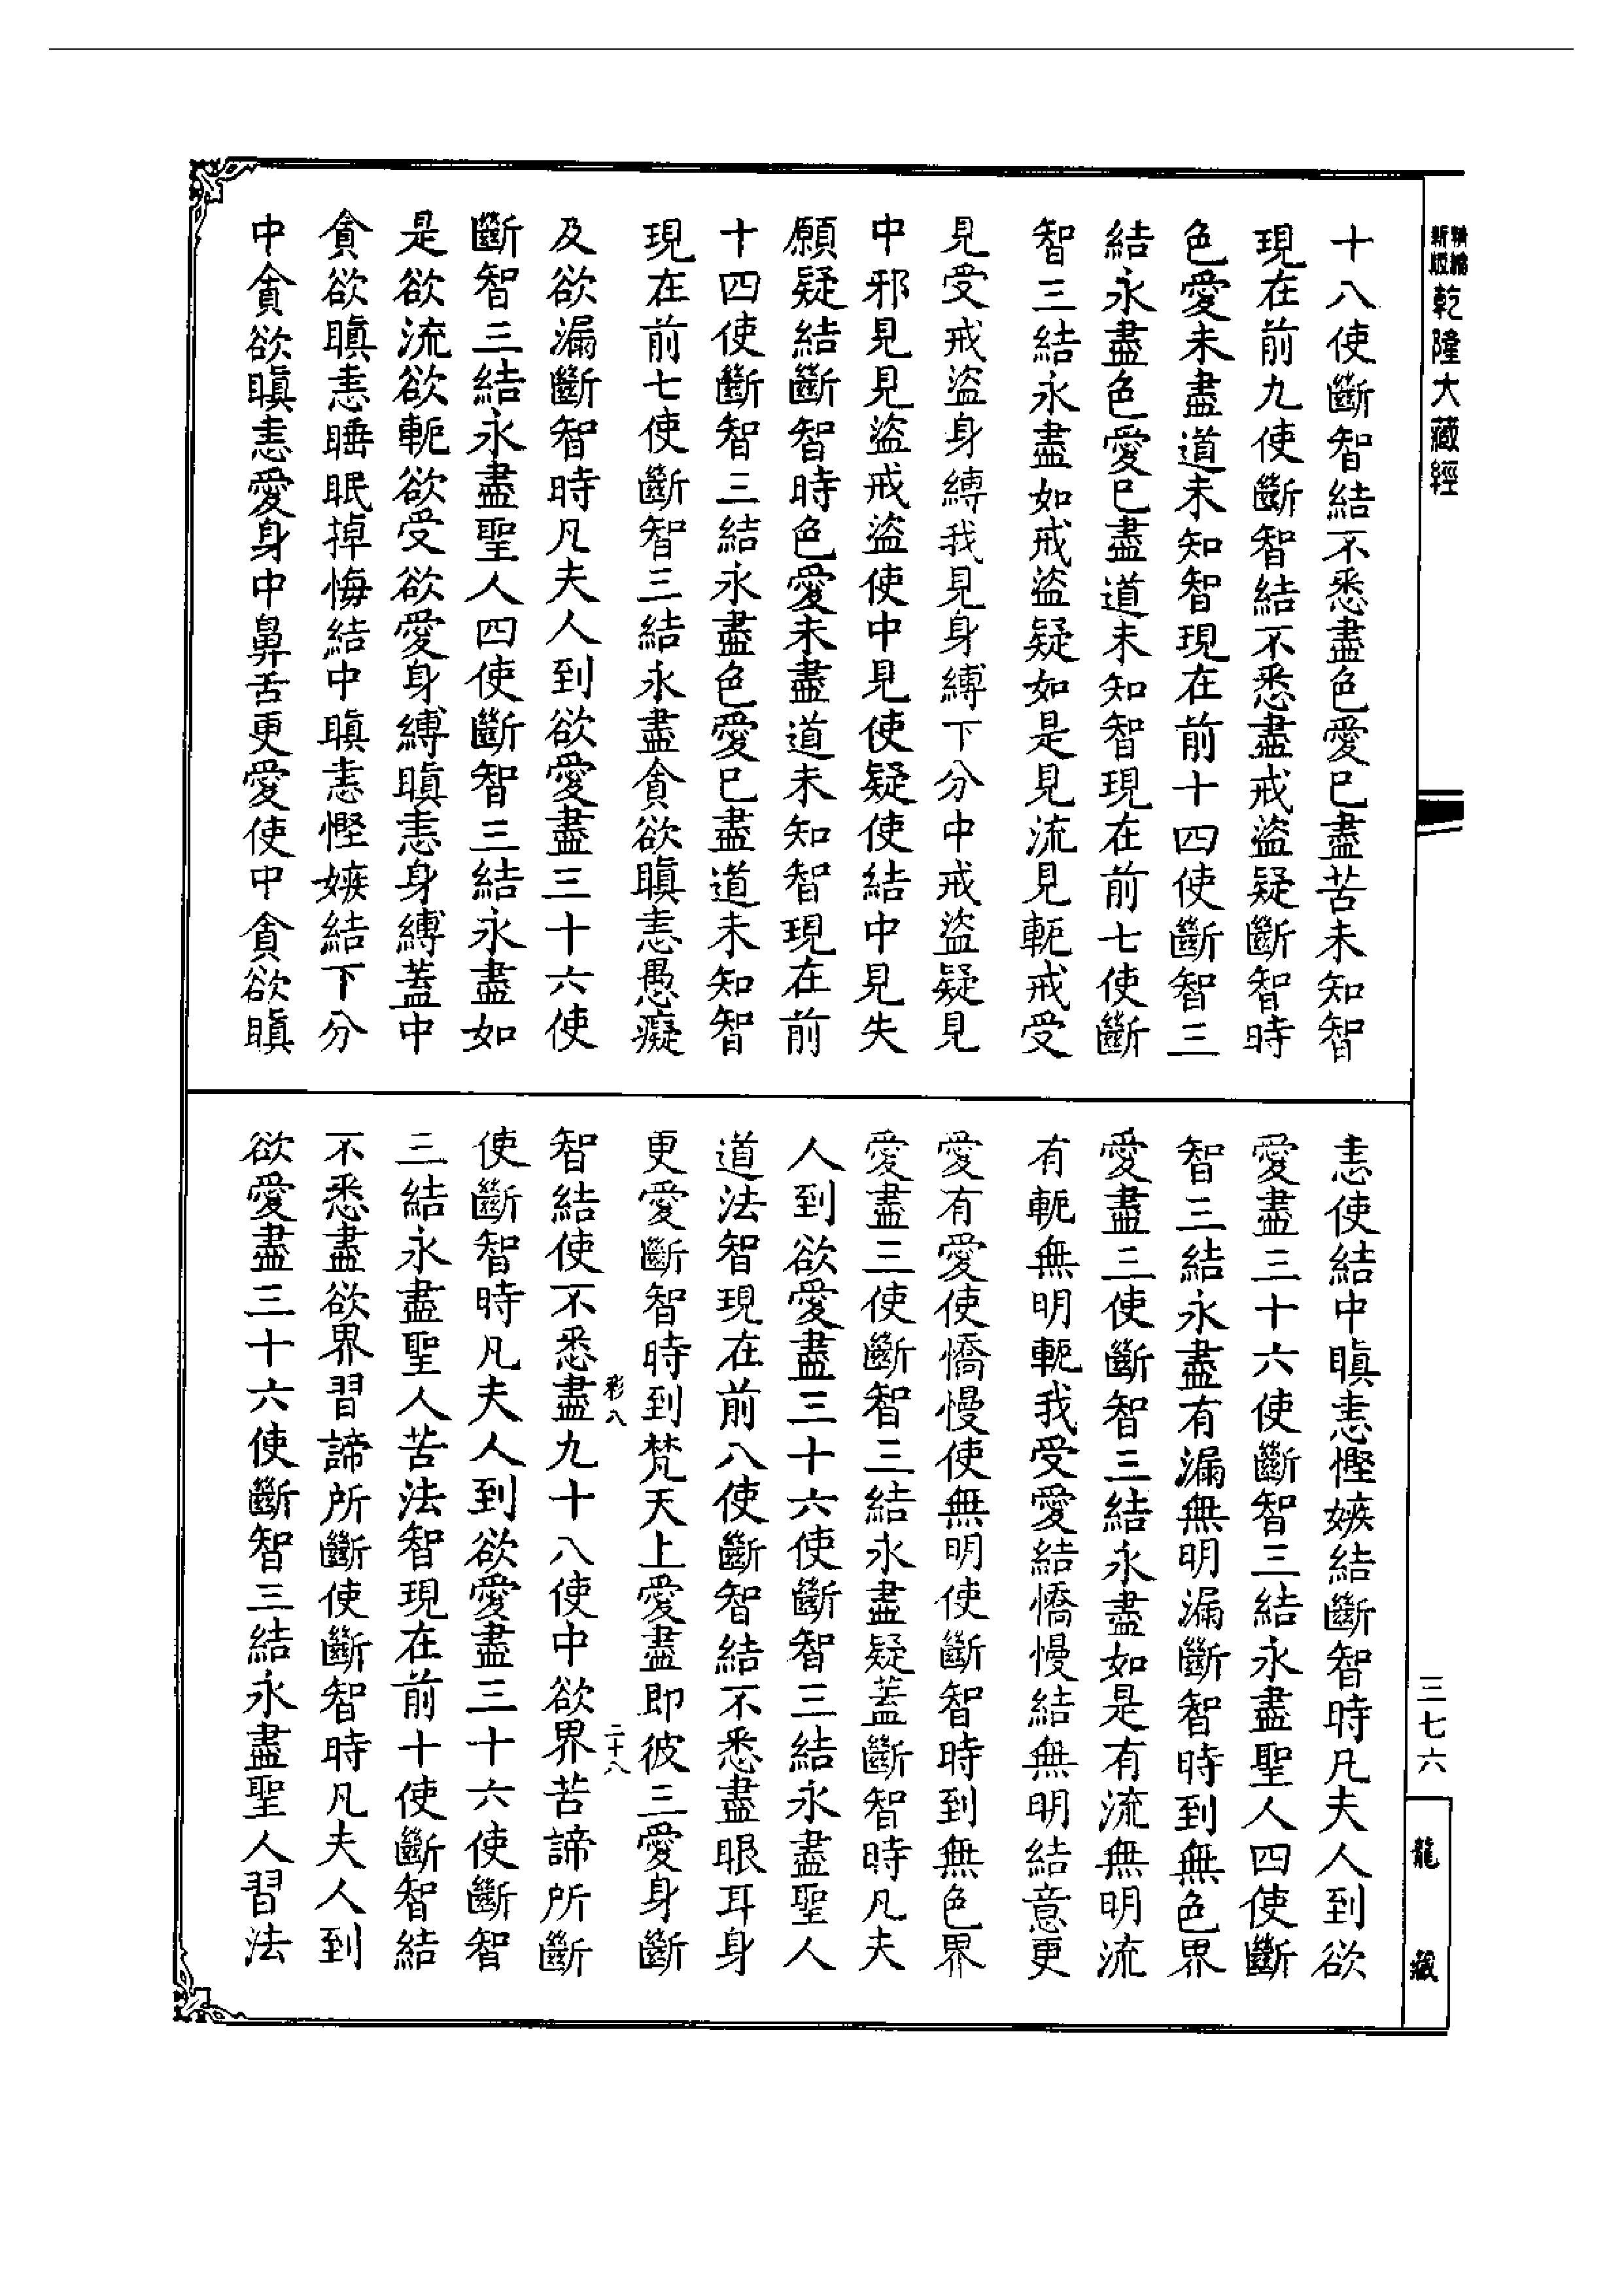 精編新版乾隆大藏經
十八使斷智結不悉盡色愛已盡苦未知智
現在前九使斷智結不悉盡戒盜疑斷智時
色愛未盡道未知智現在前十四使斷智三
結永盡色愛已盡道未知智現在前七使斷
智三結永盡如戒盜疑如是見流見軛戒受
見受戒盜身縛我見身縛下分中戒盜疑見
中邪見見盜戒盜使中見使疑使結中見失
願疑結斷智時色愛未盡道未知智現在前
十四使斷智三結永盡色愛已盡道未知智
現在前七使斷智三結永盡貪欲瞋恚愚癡
及欲漏斷智時凡夫人到欲愛盡三十六使
斷智三結永盡聖人四使斷智三結永盡如
是欲流欲軛欲受欲愛身縛瞋恚身縛蓋中
貪欲瞋恚睡眠掉悔結中瞋恚慳嫉結下分
中貪欲瞋恚愛身中鼻舌更愛使中貪欲瞋
恚使結中瞋恚慳嫉結斷智時凡夫人到欲
愛盡三十六使斷智三結永盡聖人四使斷
智三結永盡有漏無明漏斷智時到無色界
愛盡三使斷智三結永盡如是有流無明流
有軛無明軛我受愛結憍慢結無明結意更
愛有愛使憍慢使無明使斷智時到無色界
愛盡三使斷智三結永盡疑蓋斷智時凡夫
人到欲愛盡三十六使斷智三結永盡聖人
道法智現在前八使斷智結不悉盡眼耳身
更愛斷智時到梵天上愛盡即彼三愛身斷
彩八
二十八
智結使不悉盡九十八使中欲界苦諦所斷
使斷智時凡夫人到欲愛盡三十六使斷智
三結永盡聖人苦法智現在前十使斷智結
不悉盡欲界習諦所斷使斷智時凡夫人到
欲愛盡三十六使斷智三結永盡聖人習法
三七六
龍藏